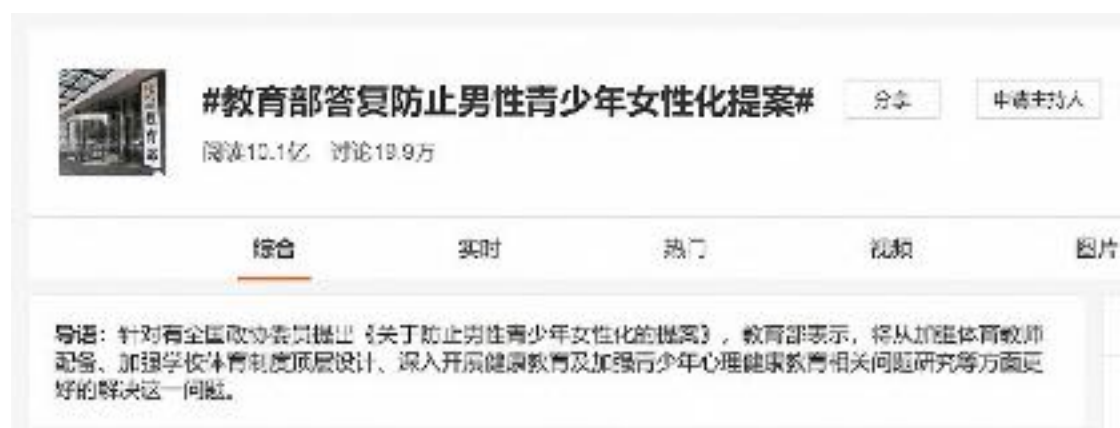 #教育部答复防止男性青少年女性化提案#
分享
申请主持人
阅读10.1亿 讨论19.9万
综合
实时
热门
视频
图片
导语：针对有全国政协委员提出《关于防止男性青少年女性化的提案》，教育部表示，将从加强体育教师
配备、加强学校体育制度顶层设计、深入开展健康教育及加强青少年心理健康教育相关问题研究等方面更
好的解决这一问题。